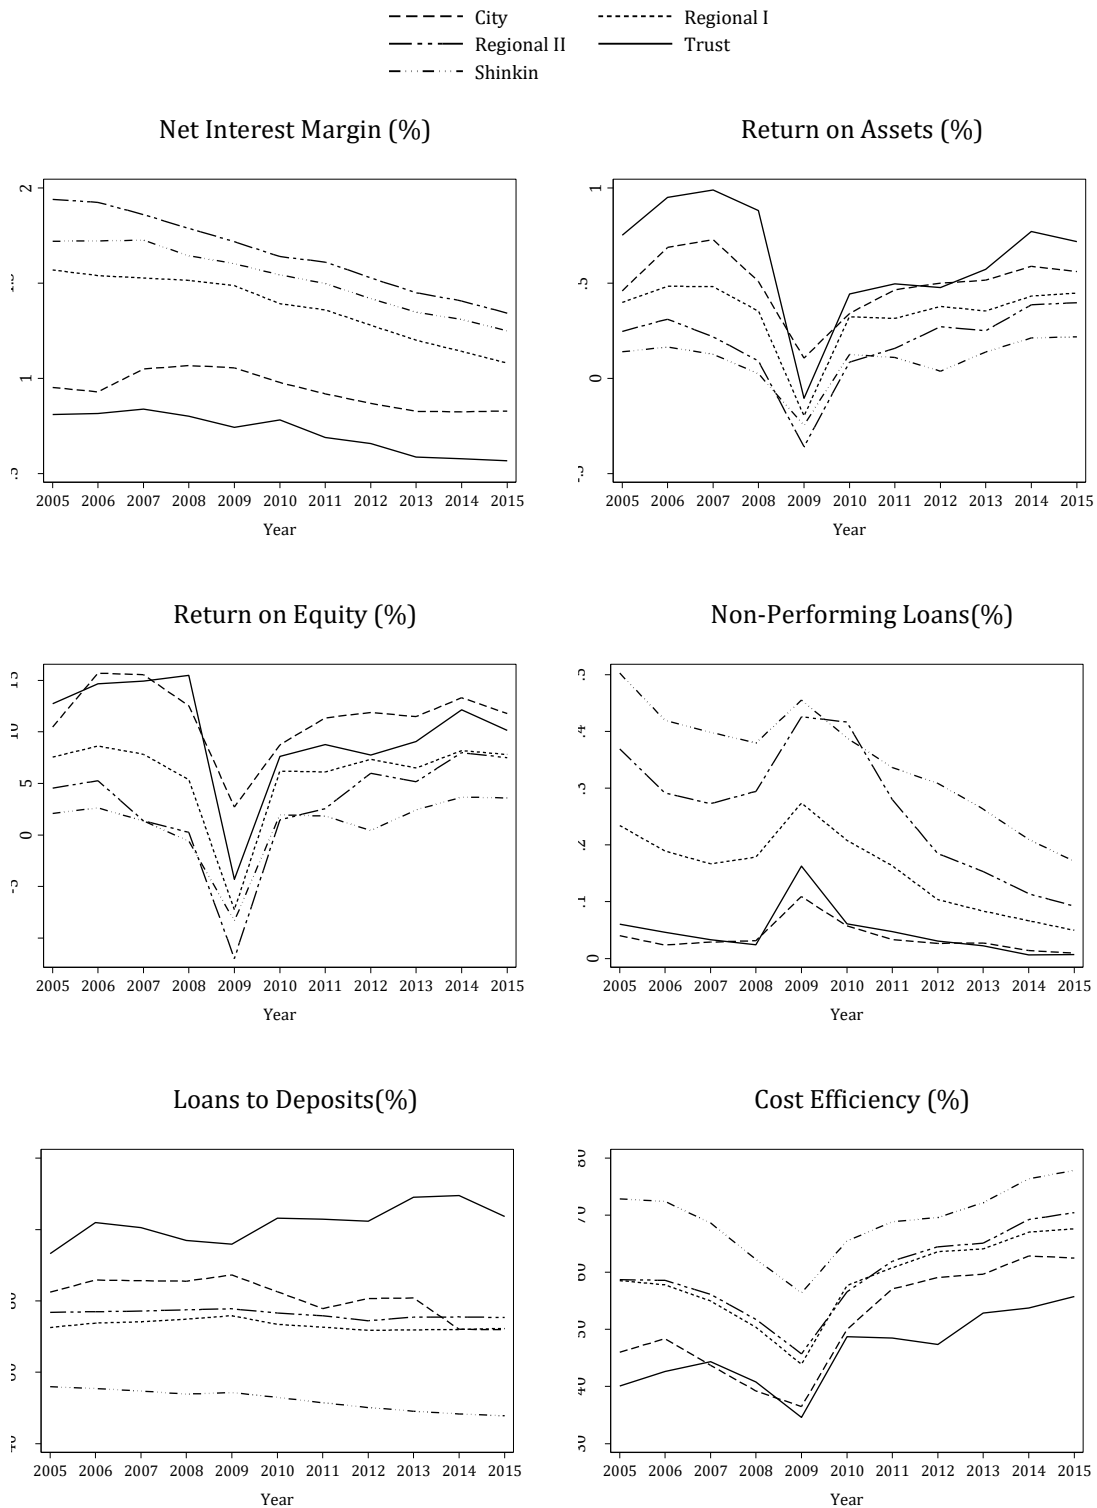 City Regional I
Regional II Trust
Shinkin
Net Interest Margin (%)
2
1
2005 2006 2007 2008 2009 2010 2011 2012 2013 2014 2015
Year
Return on Assets (%)
1
.5
0
2005 2006 2007 2008 2009 2010 2011 2012 2013 2014 2015
Year
Return on Equity (%)
15
10
5
0
-5
2005 2006 2007 2008 2009 2010 2011 2012 2013 2014 2015
Year
Non-Performing Loans(%)
.5
.4
.3
.2
.1
0
2005 2006 2007 2008 2009 2010 2011 2012 2013 2014 2015
Year
Loans to Deposits(%)
2005 2006 2007 2008 2009 2010 2011 2012 2013 2014 2015
Year
Cost Efficiency (%)
80
70
60
50
40
30
2005 2006 2007 2008 2009 2010 2011 2012 2013 2014 2015
Year